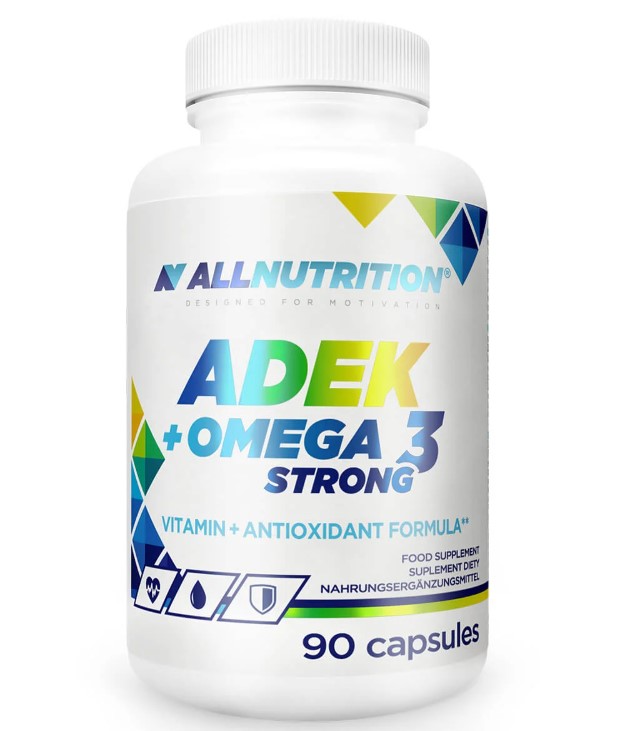 ALLNUTRITION®
DESIGNED FOR MOTIVATION
ADEK
+ OMEGA 3
STRONG
VITAMIN + ANTIOXIDANT FORMULA**
FOOD SUPPLEMENT
SUPLEMENT DIETY
NAHRUNGSERGÄNZUNGSMITTEL
90 capsules